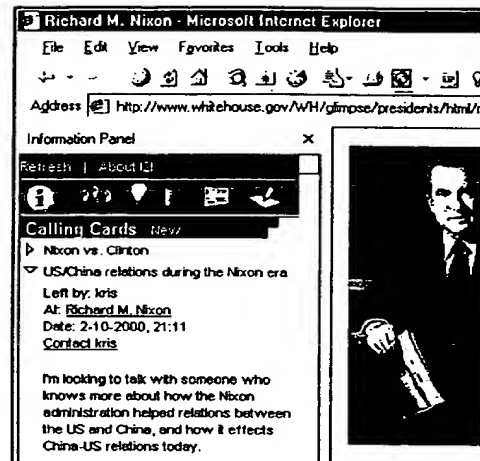 Richard M. Nixon - Microsoft Internet Explorer
File Edit View Favorites Tools Help
Address http://www.whitehouse.gov/WH/glimpse/presidents/html/
Information Panel
Refresh | About I2I
Calling Cards New
Nixon vs. Clinton
US/China relations during the Nixon era
Left by: kris
At: Richard M. Nixon
Date: 2-10-2000, 21:11
Contact kris
I'm looking to talk with someone who
knows more about how the Nixon
administration helped relations between
the US and China, and how it effects
China-US relations today.